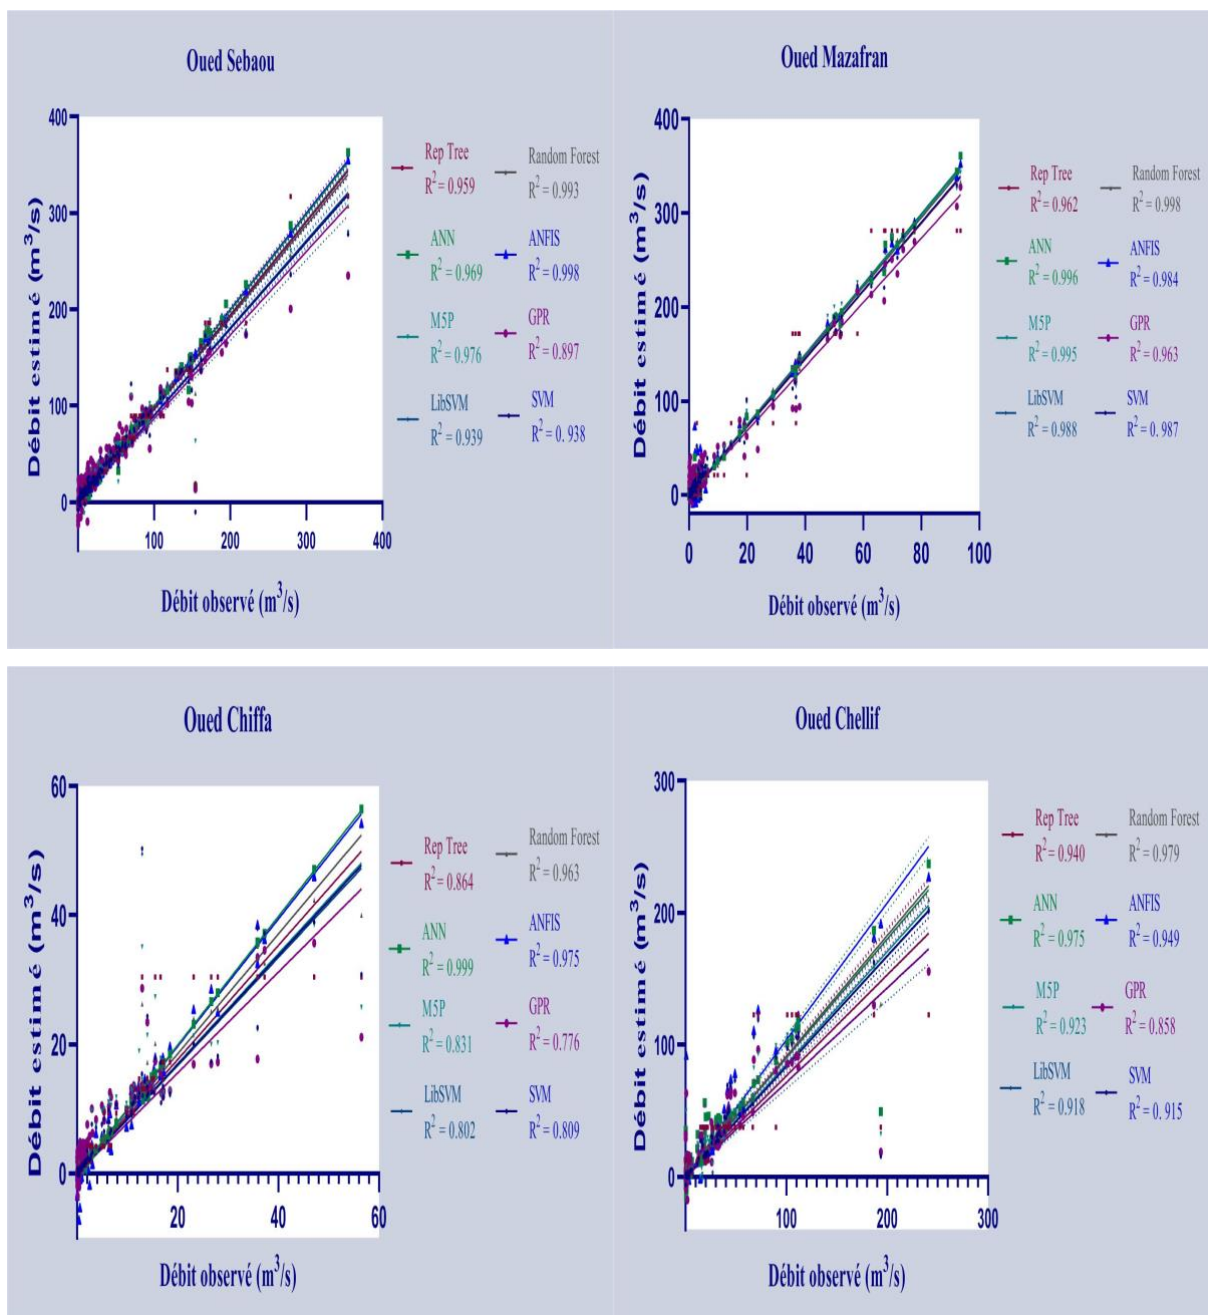 Oued Sebaou
400
300
200
100
0
100
200
300
400
Débit estimé (m³/s)
Débit observé (m³/s)
Rep Tree
R² = 0.959
Random Forest
R² = 0.993
ANN
R² = 0.969
ANFIS
R² = 0.998
M5P
R² = 0.976
GPR
R² = 0.897
LibSVM
R² = 0.939
SVM
R² = 0. 938
Oued Mazafran
400
300
200
100
0
0
20
40
60
80
100
Débit estimé (m³/s)
Débit observé (m³/s)
Rep Tree
R² = 0.962
Random Forest
R² = 0.998
ANN
R² = 0.996
ANFIS
R² = 0.984
M5P
R² = 0.995
GPR
R² = 0.963
LibSVM
R² = 0.988
SVM
R² = 0. 987
Oued Chiffa
60
40
20
0
20
40
60
Débit estimé (m³/s)
Débit observé (m³/s)
Rep Tree
R² = 0.864
Random Forest
R² = 0.963
ANN
R² = 0.999
ANFIS
R² = 0.975
M5P
R² = 0.831
GPR
R² = 0.776
LibSVM
R² = 0.802
SVM
R² = 0.809
Oued Chellif
300
200
100
0
100
200
300
Débit estimé (m³/s)
Débit observé (m³/s)
Rep Tree
R² = 0.940
Random Forest
R² = 0.979
ANN
R² = 0.975
ANFIS
R² = 0.949
M5P
R² = 0.923
GPR
R² = 0.858
LibSVM
R² = 0.918
SVM
R² = 0. 915